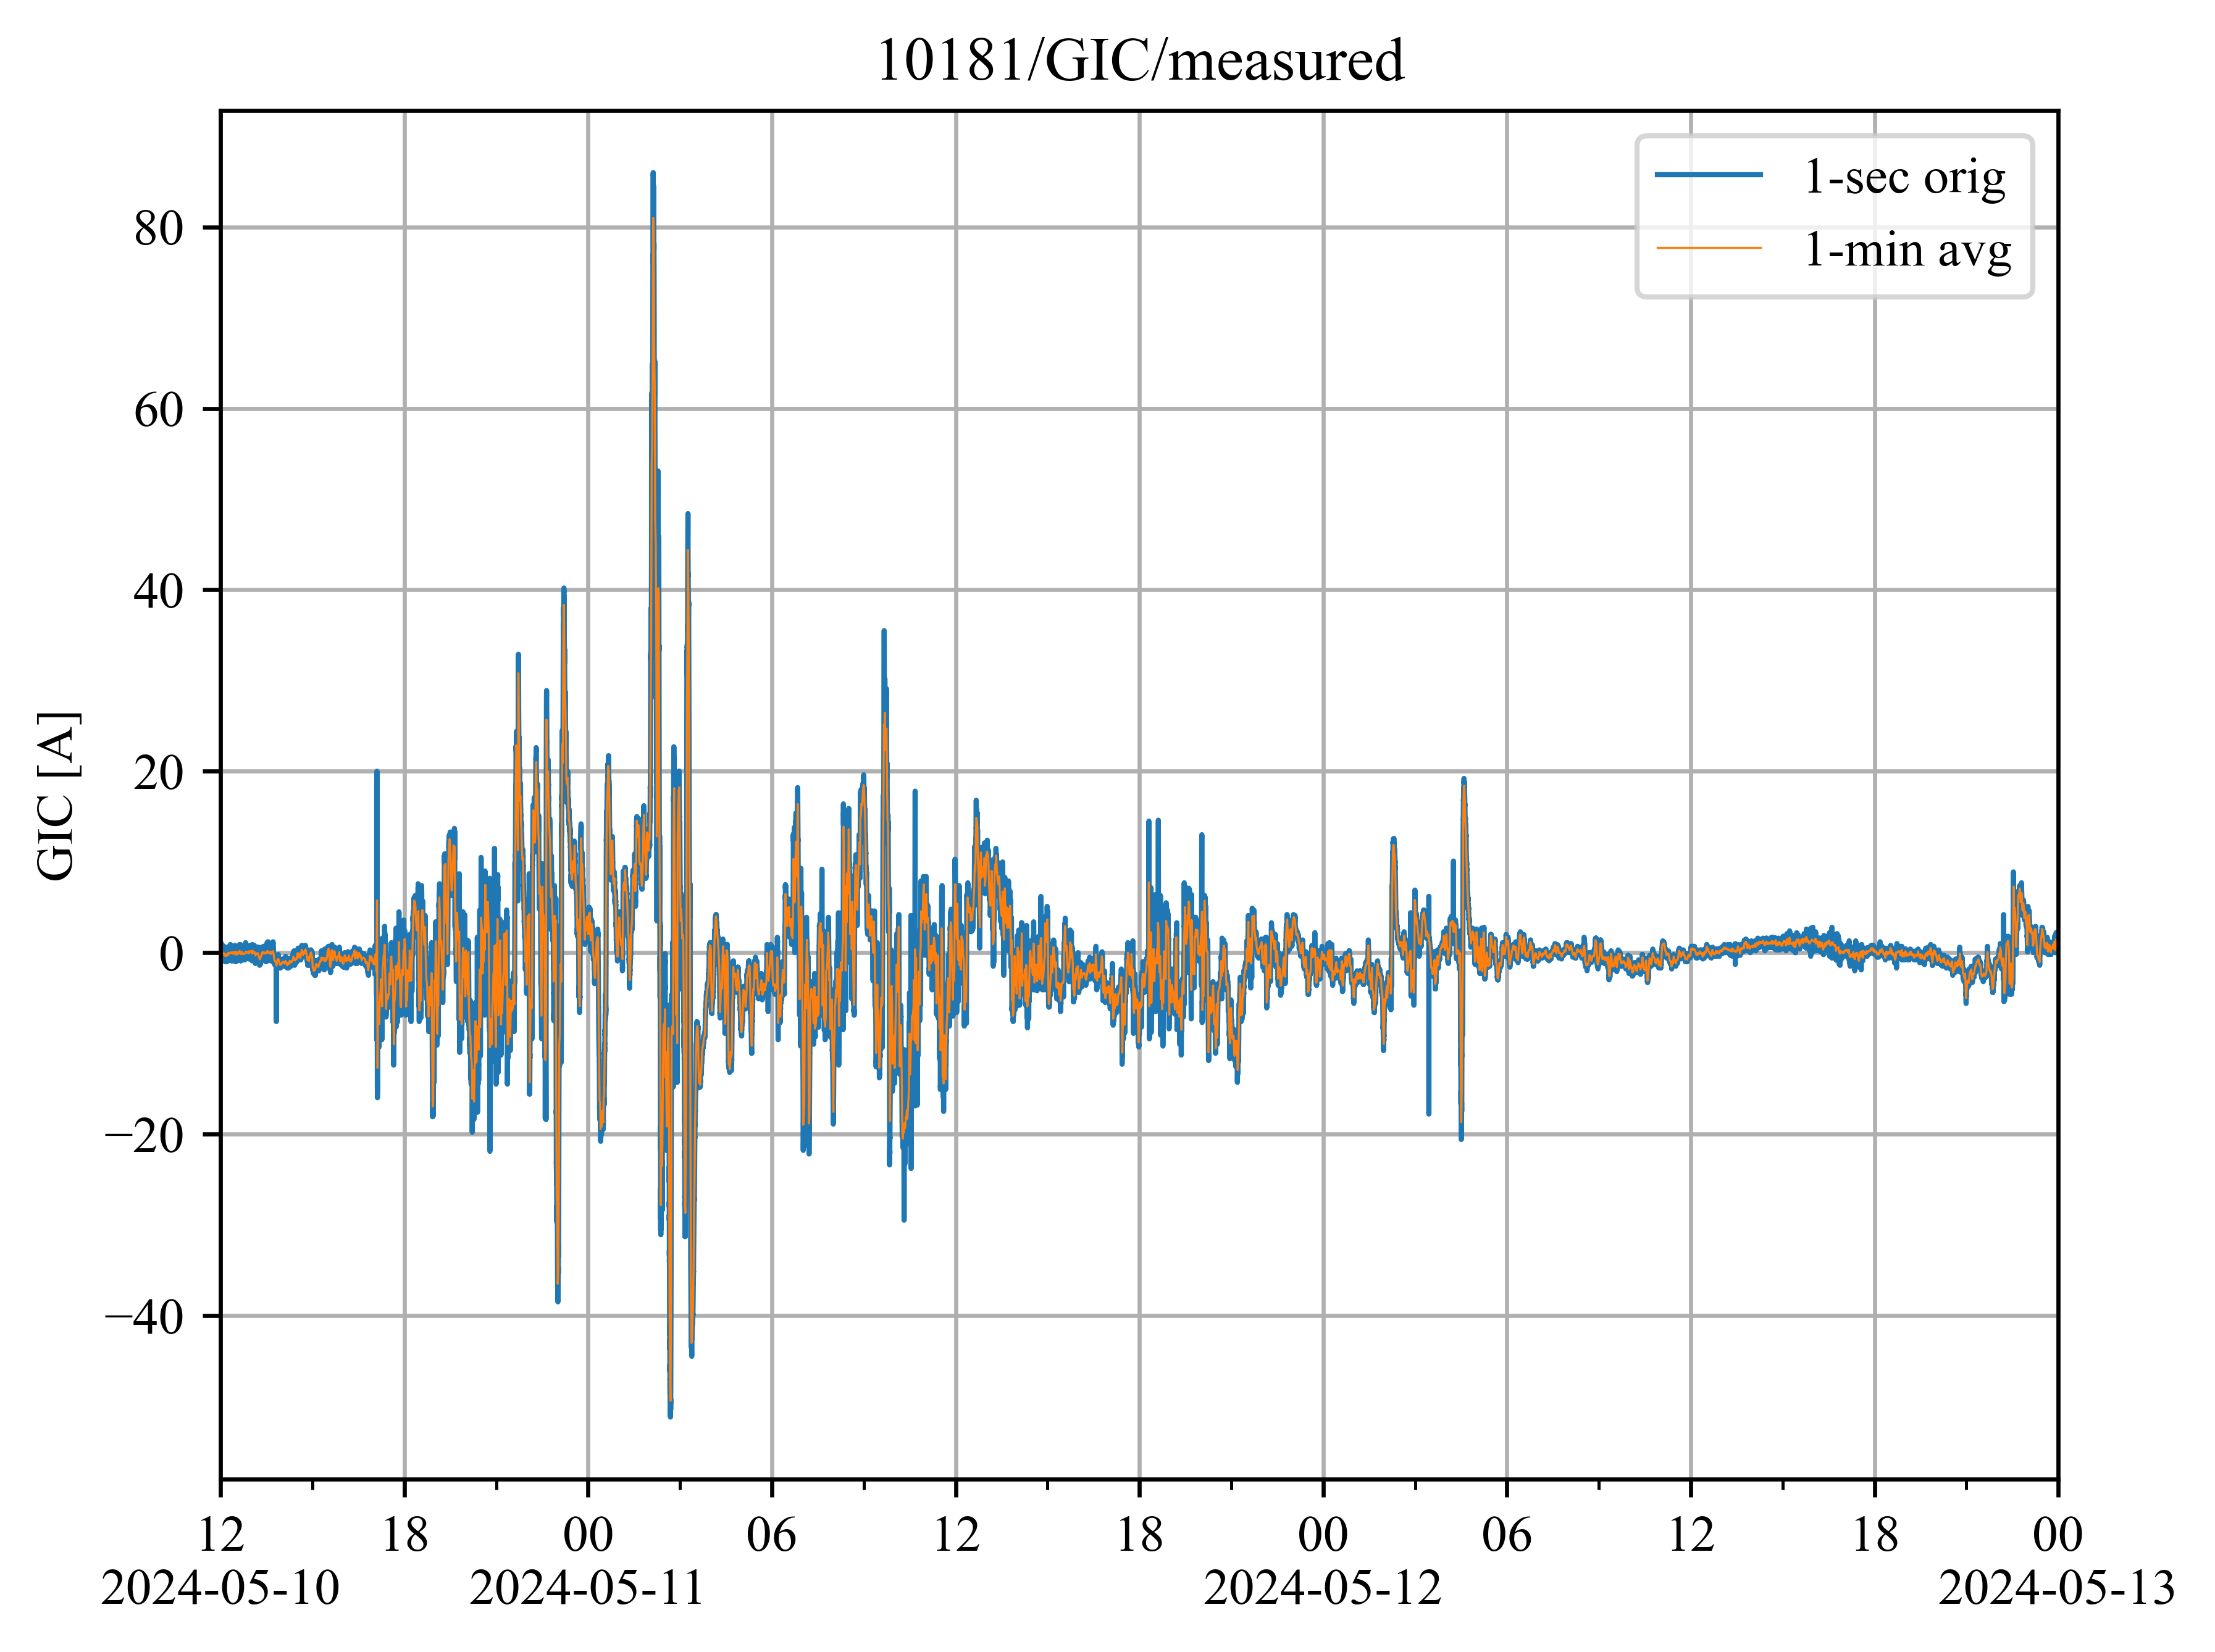 10181/GIC/measured
1-sec orig
1-min avg
GIC [A]
80
60
40
20
0
−20
−40
12 18 00 06 12 18 00 06 12 18 00
2024-05-10 2024-05-11 2024-05-12 2024-05-13